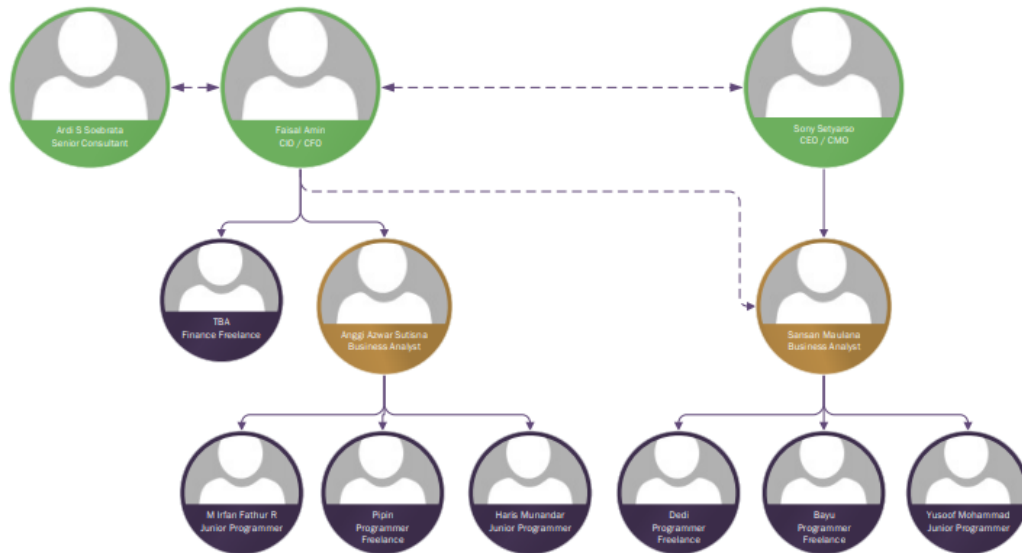 Ardi S Soebrata
Senior Consultant
Faisal Amin
CIO / CFO
Sony Setyarso
CEO / CMO
TBA
Finance Freelance
Anggi Azwar Sutisna
Business Analyst
Sansan Maulana
Business Analyst
M Irfan Fathur R
Junior Programmer
Pipin
Programmer
Freelance
Haris Munandar
Junior Programmer
Dedi
Programmer
Freelance
Bayu
Programmer
Freelance
Yusoof Mohammad
Junior Programmer